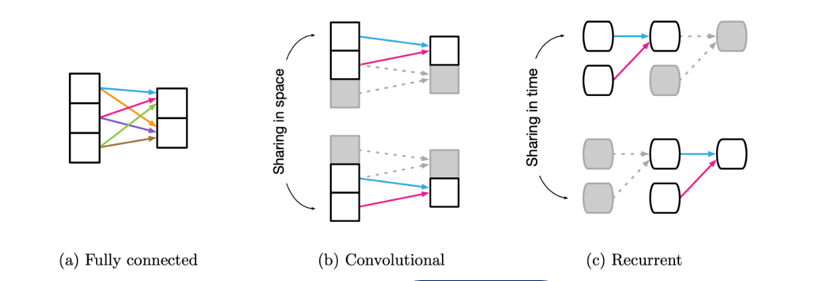 Sharing in space
Sharing in time
(a) Fully connected
(b) Convolutional
(c) Recurrent